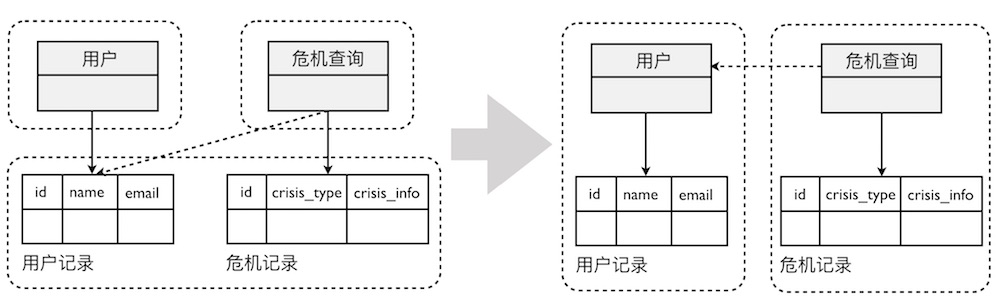 用户
危机查询
id name email
id crisis_type crisis_info
用户记录
危机记录
用户
危机查询
id name email
id crisis_type crisis_info
用户记录
危机记录